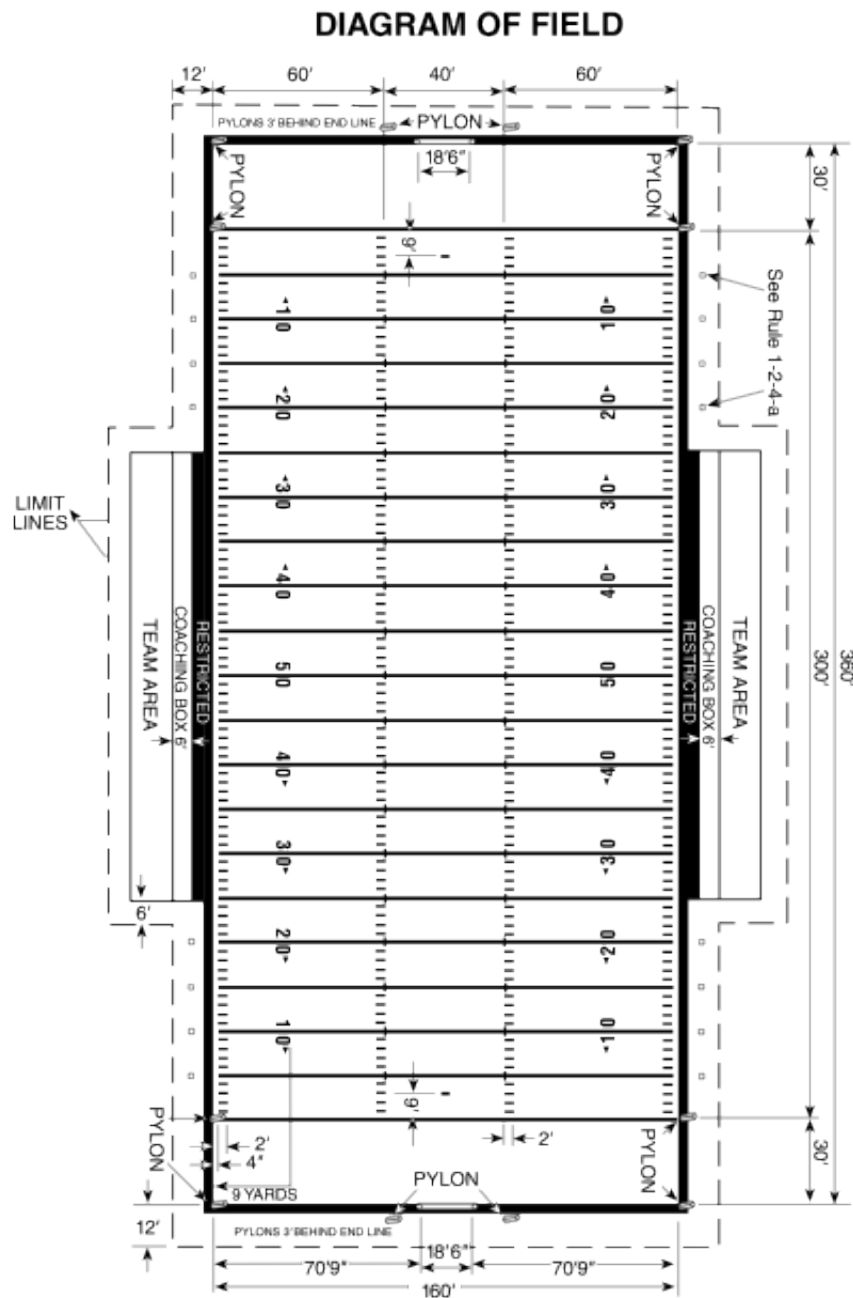 DIAGRAM OF FIELD
12'
60'
40'
60'
PYLONS 3' BEHIND END LINE
PYLON
18'6"
PYLON
PYLON
30'
9'
See Rule 1-2-4-a
10
10
20
20
30
30
LIMIT
LINES
40
40
TEAM AREA
COACHING BOX 6'
RESTRICTED
50
50
RESTRICTED
COACHING BOX 6'
TEAM AREA
300'
360'
40
40
30
30
6'
20
20
10
10
9'
PYLON
2'
4"
2'
PYLON
30'
9 YARDS
PYLON
12'
PYLONS 3' BEHIND END LINE
18'6"
70'9"
70'9"
160'